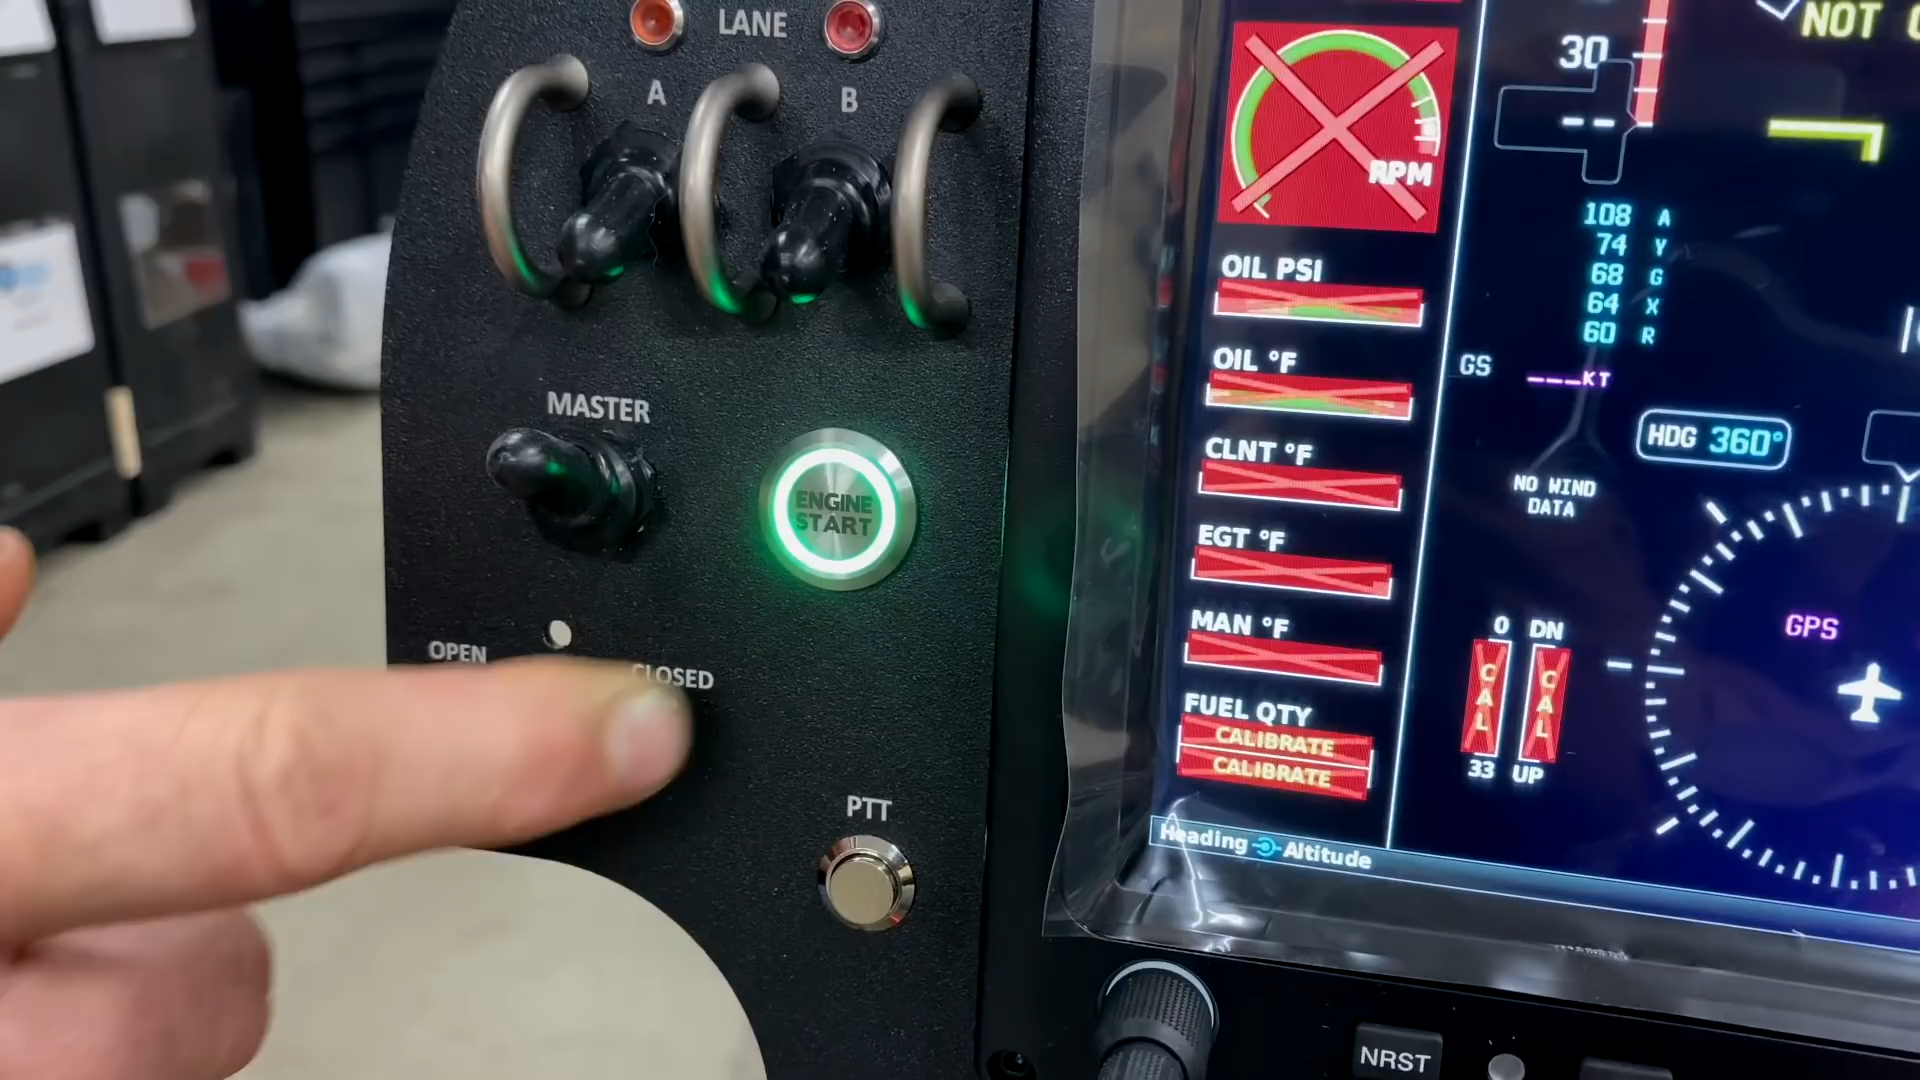 LANE
A
B
MASTER
ENGINE
START
OPEN
CLOSED
PTT
RPM
OIL PSI
OIL °F
CLNT °F
EGT °F
MAN °F
FUEL QTY
CALIBRATE
CALIBRATE
Heading Altitude
30
--
NOT
108 A
74 Y
68 G
64 X
60 R
GS
---KT
HDG 360°
NO WIND
DATA
GPS
0 DN
CAL CAL
33 UP
NRST